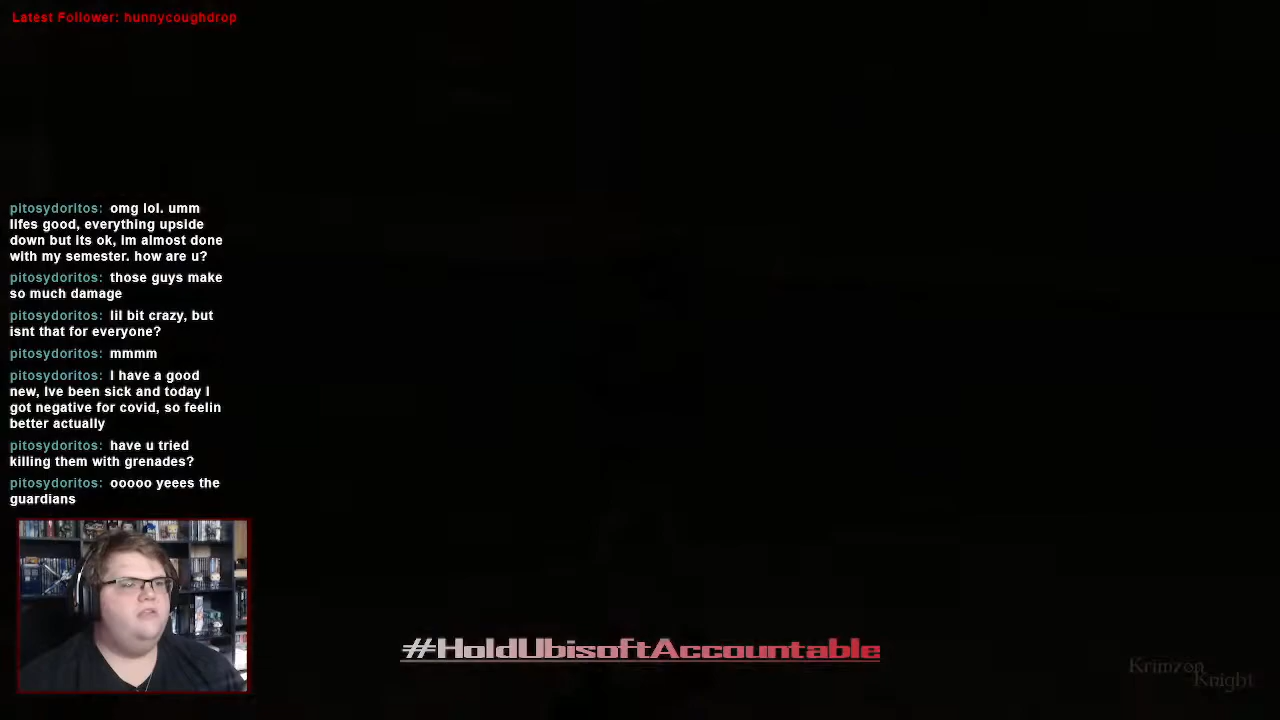 Latest Follower: hunnycoughdrop
pitosydoritos: omg lol. umm
lifes good, everything upside
down but its ok, im almost done
with my semester. how are u?
pitosydoritos: those guys make
so much damage
pitosydoritos: lil bit crazy, but
isnt that for everyone?
pitosydoritos: mmmm
pitosydoritos: I have a good
new, Ive been sick and today I
got negative for covid, so feelin
better actually
pitosydoritos: have u tried
killing them with grenades?
pitosydoritos: ooooo yeees the
guardians
#HoldUbisoftAccountable
Krimzon
Knight